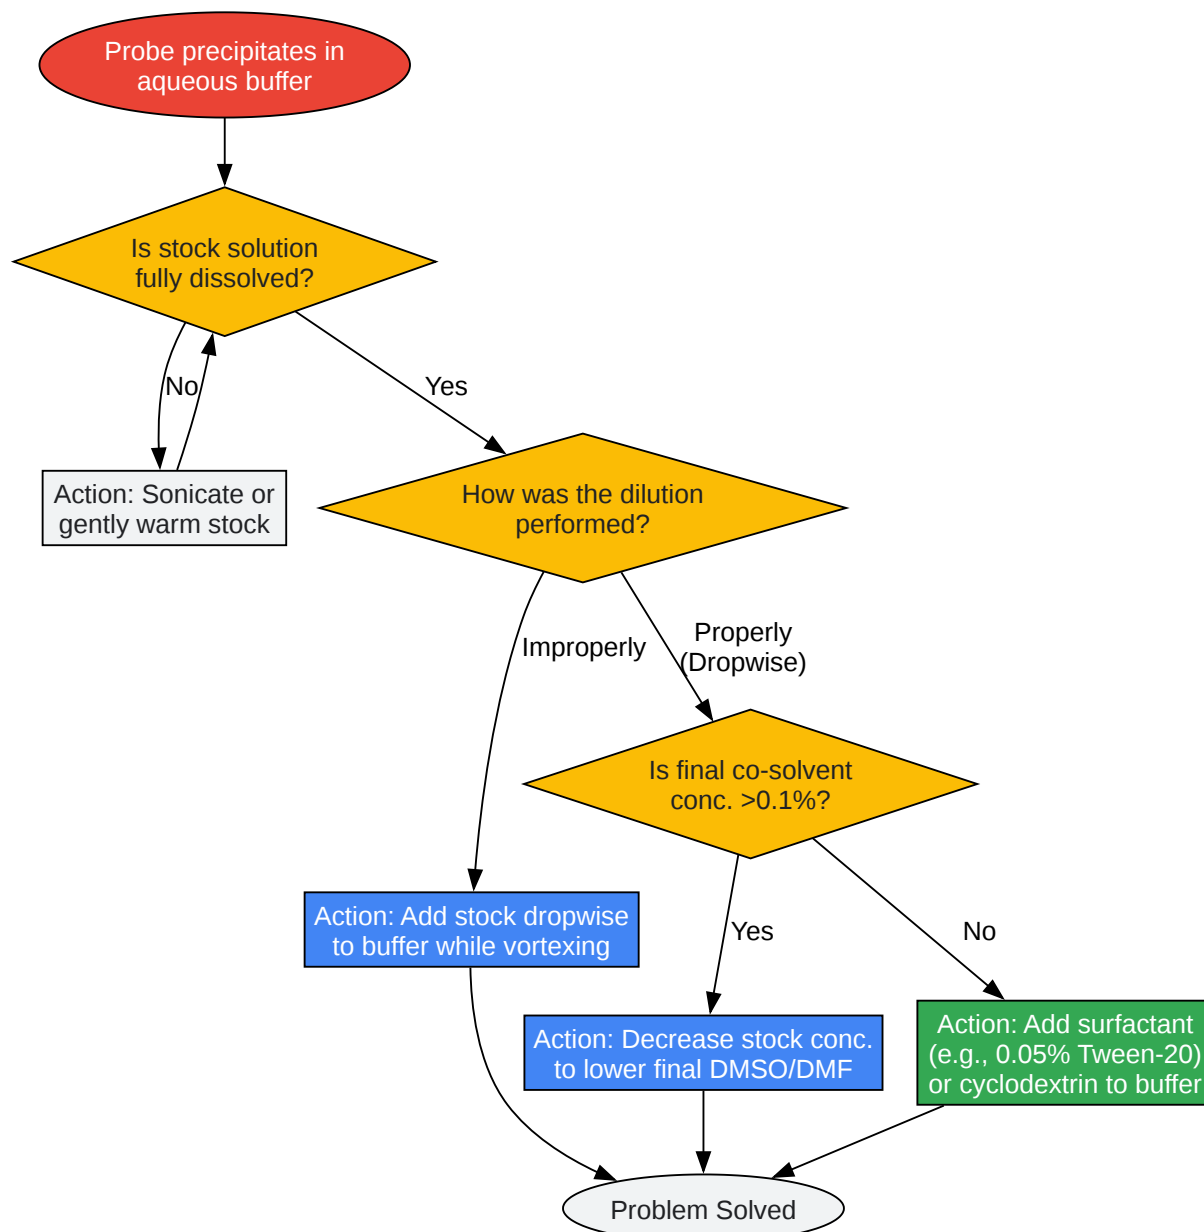 Probe precipitates in
aqueous buffer
Is stock solution
fully dissolved?
No
Yes
Action: Sonicate or
gently warm stock
How was the dilution
performed?
Improperly
Properly
(Dropwise)
Is final co-solvent
conc. >0.1%?
Action: Add stock dropwise
to buffer while vortexing
Yes
No
Action: Decrease stock conc.
to lower final DMSO/DMF
Action: Add surfactant
(e.g., 0.05% Tween-20)
or cyclodextrin to buffer
Problem Solved